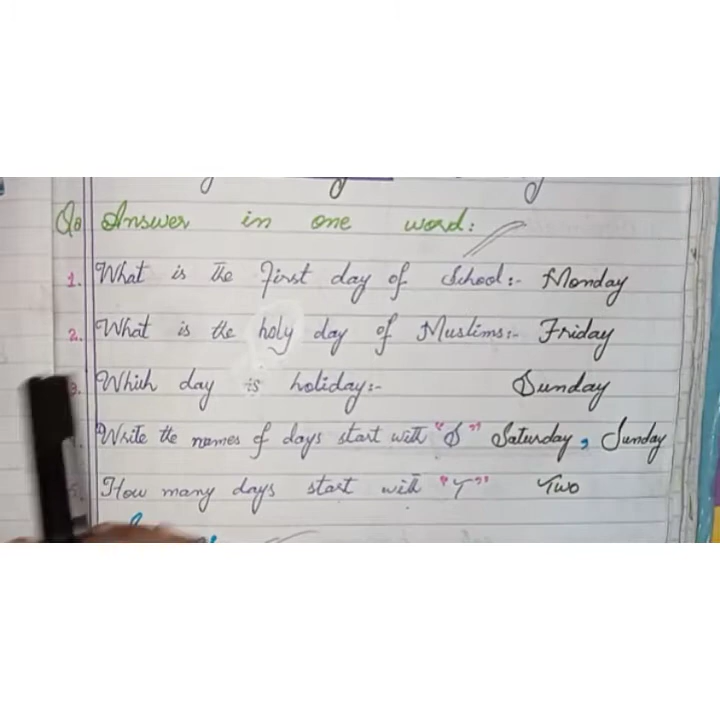 Q8 Answer in one word:
1. What is the first day of School:- Monday
2. What is the holy day of Muslims:- Friday
3. Which day is holiday:- Sunday
Write the names of days start with "S" Saturday, Sunday
5. How many days start with "T" Two